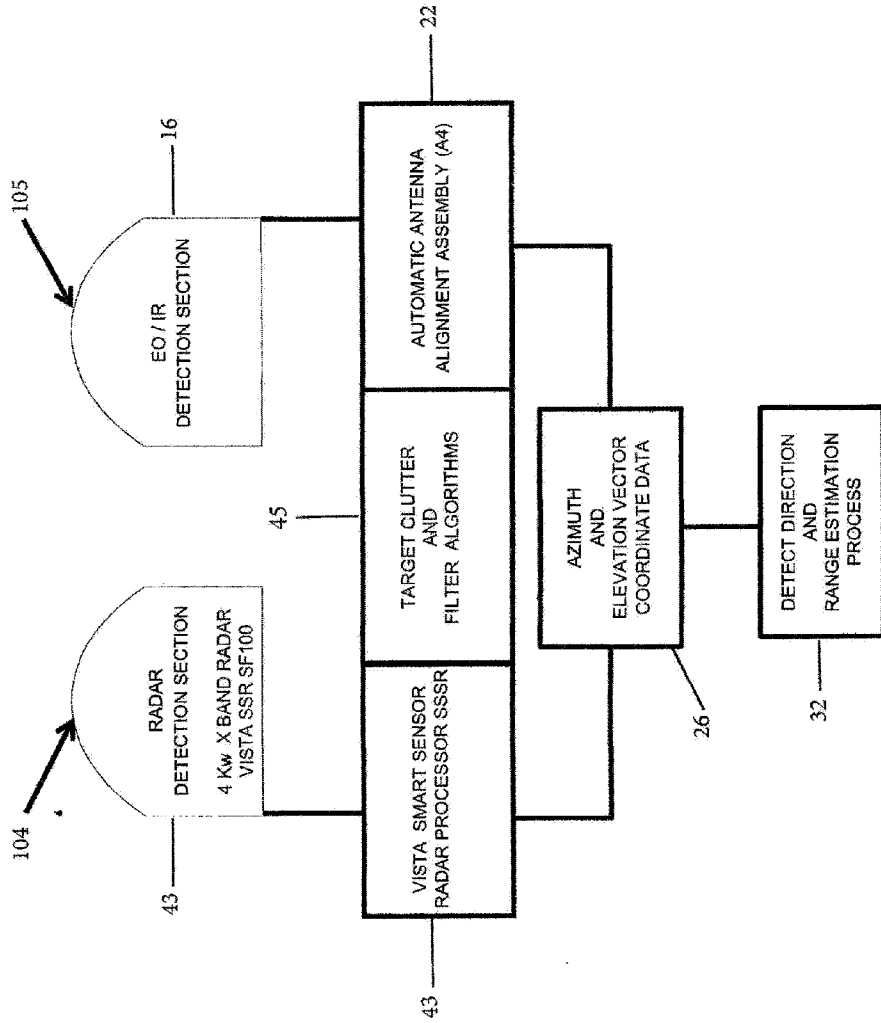 104
105
RADAR
DETECTION SECTION
4 Kw X BAND RADAR
VISTA SSR SF100
43
EO / IR
DETECTION SECTION
16
45
VISTA SMART SENSOR
RADAR PROCESSOR SSSR
43
TARGET CLUTTER
AND
FILTER ALGORITHMS
AUTOMATIC ANTENNA
ALIGNMENT ASSEMBLY (A4)
22
AZIMUTH
AND.
ELEVATION VECTOR
COORDINATE DATA
26
DETECT DIRECTION
AND
RANGE ESTIMATION
PROCESS
32